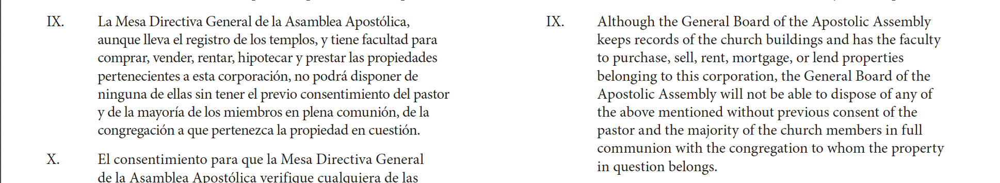 IX. La Mesa Directiva General de la Asamblea Apostólica,
aunque lleva el registro de los templos, y tiene facultad para
comprar, vender, rentar, hipotecar y prestar las propiedades
pertenecientes a esta corporación, no podrá disponer de
ninguna de ellas sin tener el previo consentimiento del pastor
y de la mayoría de los miembros en plena comunión, de la
congregación a que pertenezca la propiedad en cuestión.
X. El consentimiento para que la Mesa Directiva General
de la Asamblea Apostólica verifique cualquiera de las
IX. Although the General Board of the Apostolic Assembly
keeps records of the church buildings and has the faculty
to purchase, sell, rent, mortgage, or lend properties
belonging to this corporation, the General Board of the
Apostolic Assembly will not be able to dispose of any of
the above mentioned without previous consent of the
pastor and the majority of the church members in full
communion with the congregation to whom the property
in question belongs.